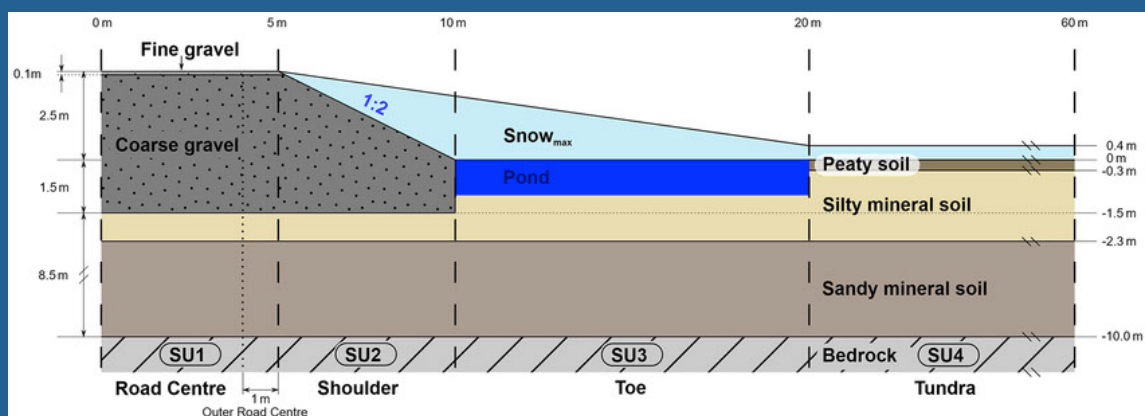 0 m
5 m
10 m
20 m
60 m
Fine gravel
0.1m
2.5m
1:2
Coarse gravel
Snowmax
0.4 m
0 m
Pond
Peaty soil
-0.3 m
1.5m
Silty mineral soil
-1.5 m
-2.3 m
8.5m
Sandy mineral soil
-10.0 m
SU1
SU2
SU3
Bedrock
SU4
Road Centre
Shoulder
Toe
Tundra
1m
Outer Road Centre